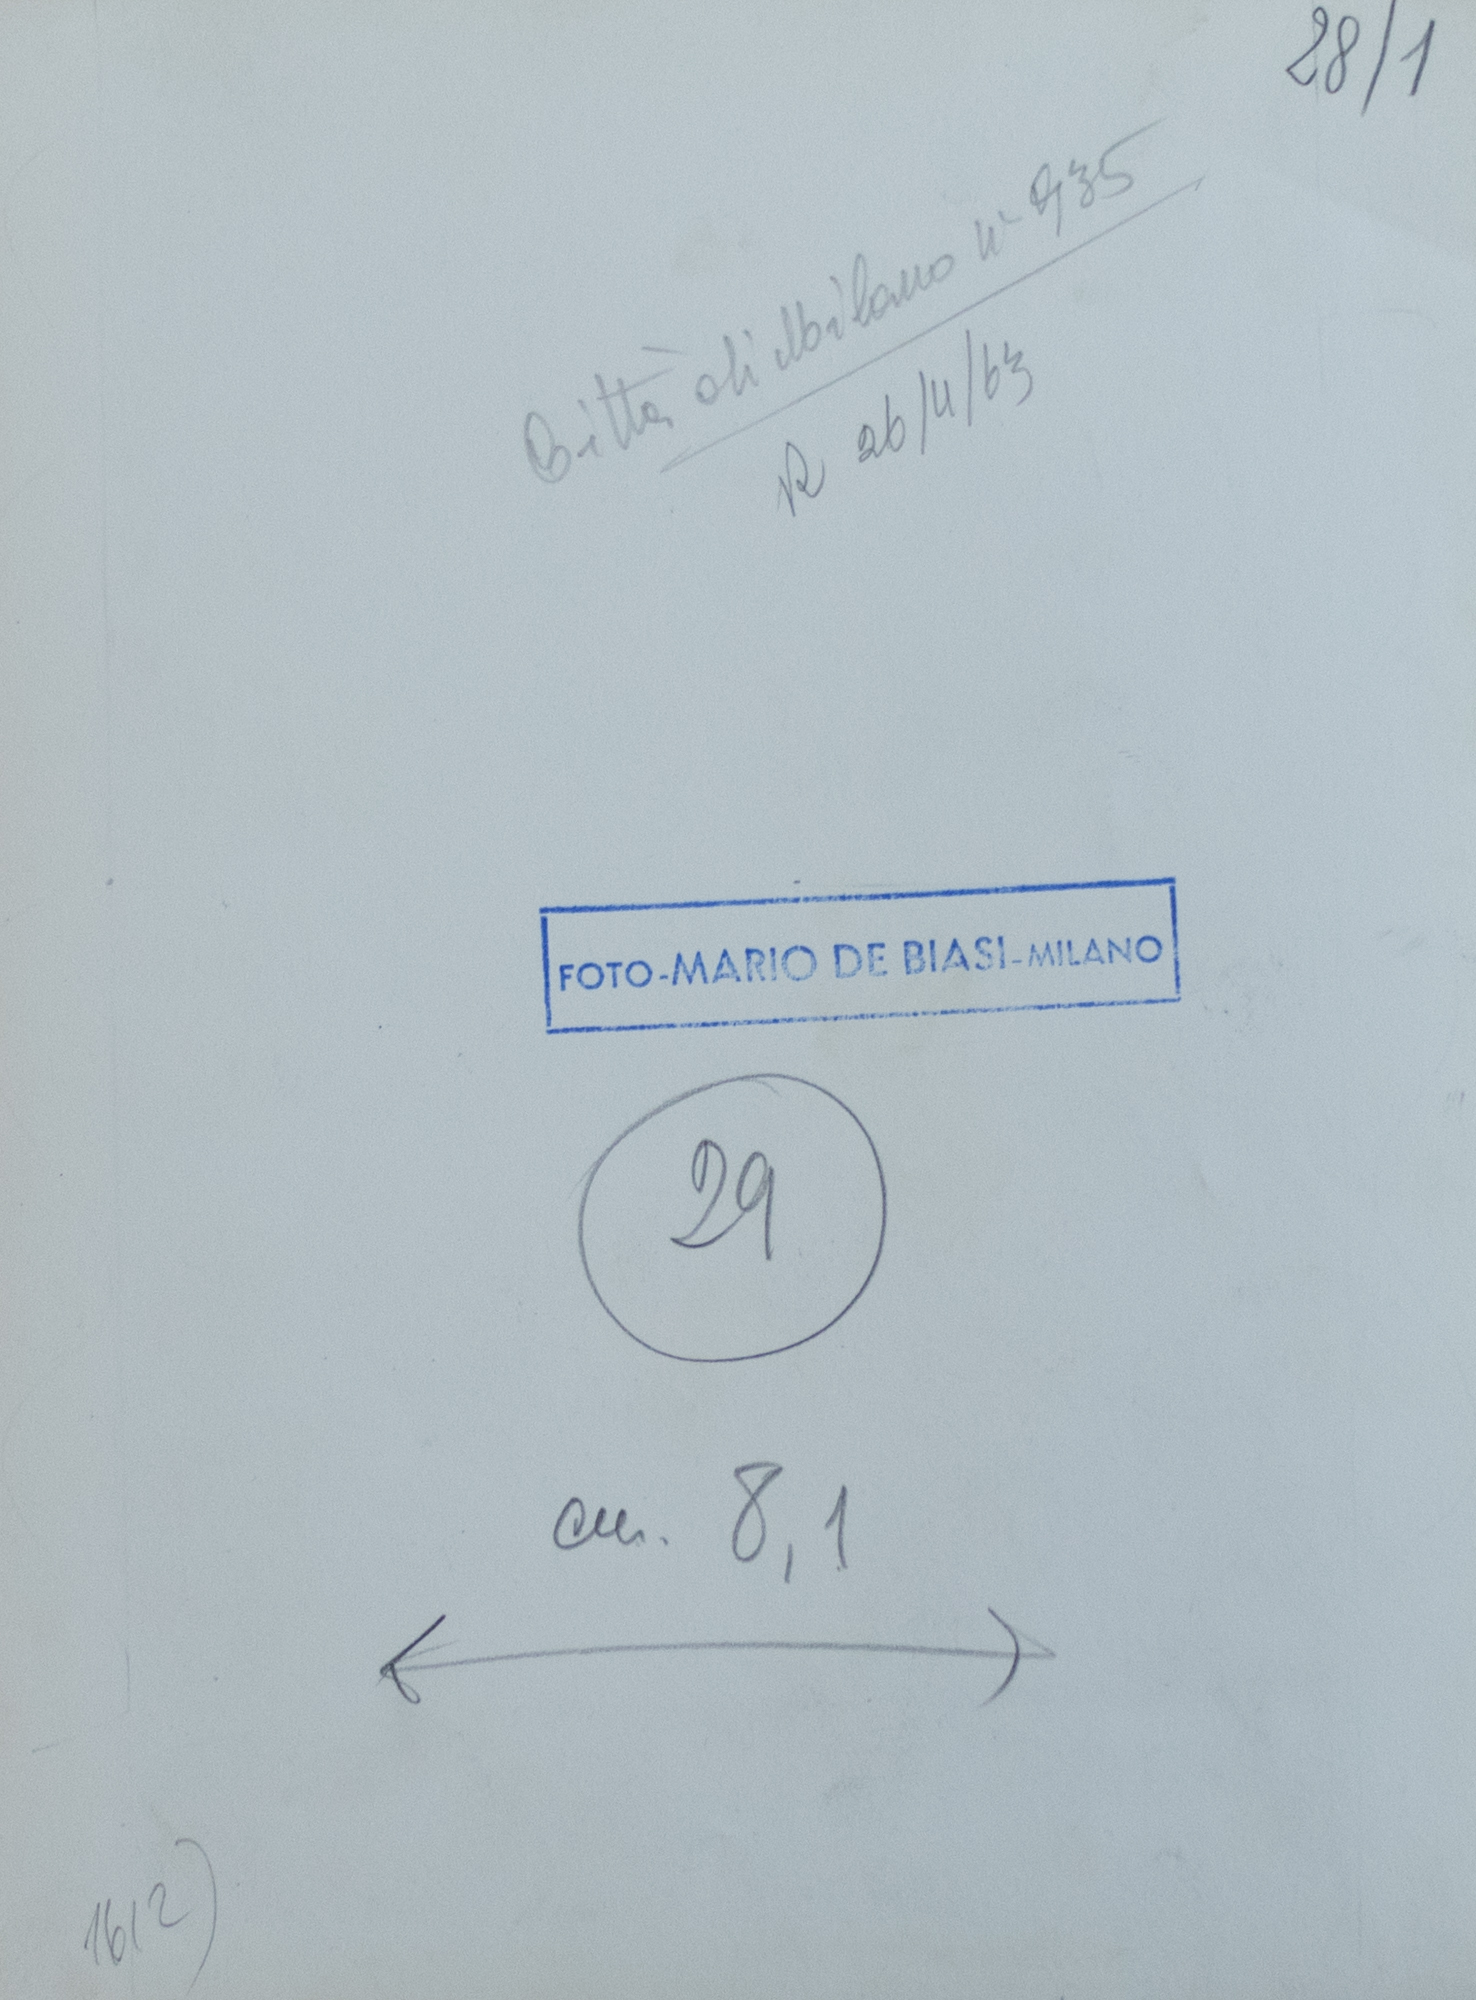 28/1
Città di Milano n° 935
R 26/4/63
FOTO-MARIO DE BIASI-MILANO
29
cm. 8,1
16(2)